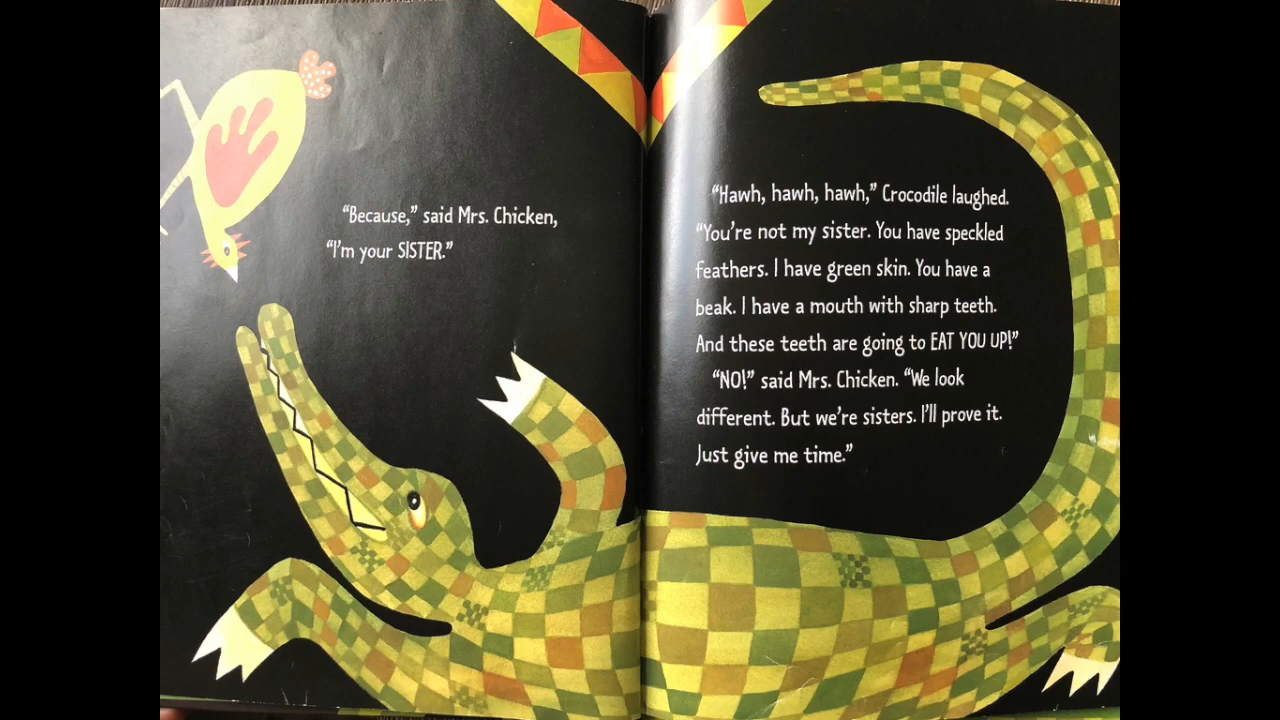 “Because,” said Mrs. Chicken,
“I’m your SISTER.”
“Hawh, hawh, hawh,” Crocodile laughed.
“You’re not my sister. You have speckled
feathers. I have green skin. You have a
beak. I have a mouth with sharp teeth.
And these teeth are going to EAT YOU UP!”
“NO!” said Mrs. Chicken. “We look
different. But we’re sisters. I’ll prove it.
Just give me time.”